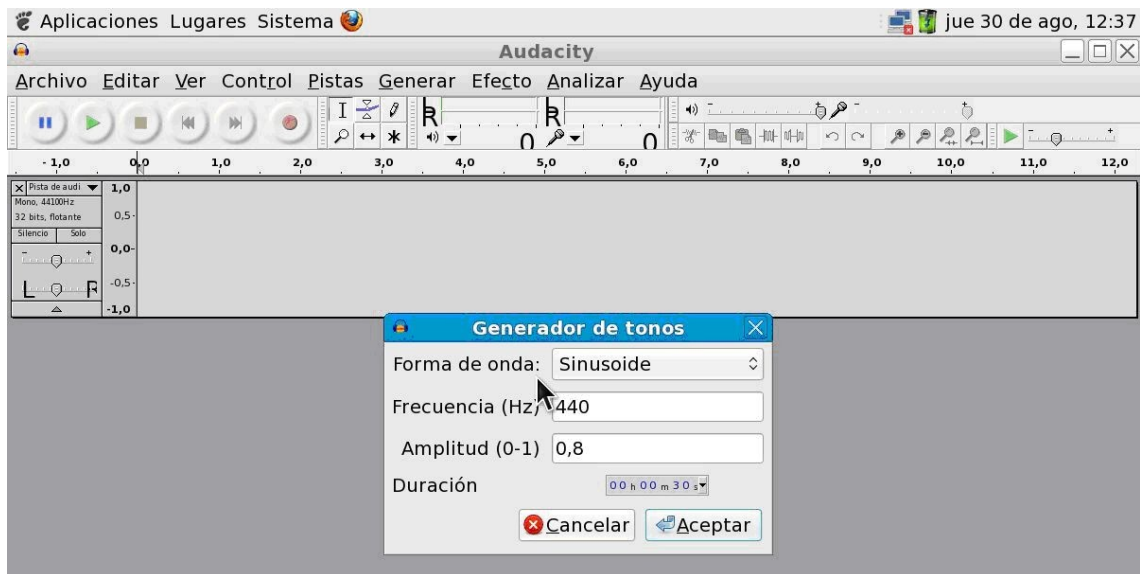 Aplicaciones Lugares Sistema jue 30 de ago, 12:37
Audacity
Archivo Editar Ver Control Pistas Generar Efecto Analizar Ayuda
R R
0 0
- 1,0 0,0 1,0 2,0 3,0 4,0 5,0 6,0 7,0 8,0 9,0 10,0 11,0 12,0
Pista de audi 1,0
Mono, 44100Hz
32 bits, flotante 0,5-
Silencio Solo
- + 0,0-
L R -0,5-
-1,0
Generador de tonos
Forma de onda: Sinusoide
Frecuencia (Hz) 440
Amplitud (0-1) 0,8
Duración 00 h 00 m 30 s
Cancelar Aceptar